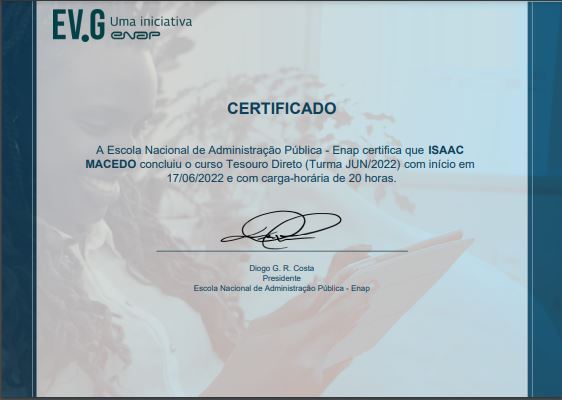 EV.G Uma iniciativa
enap
CERTIFICADO
A Escola Nacional de Administração Pública - Enap certifica que ISAAC
MACEDO concluiu o curso Tesouro Direto (Turma JUN/2022) com início em
17/06/2022 e com carga-horária de 20 horas.
Diogo G. R. Costa
Presidente
Escola Nacional de Administração Pública - Enap